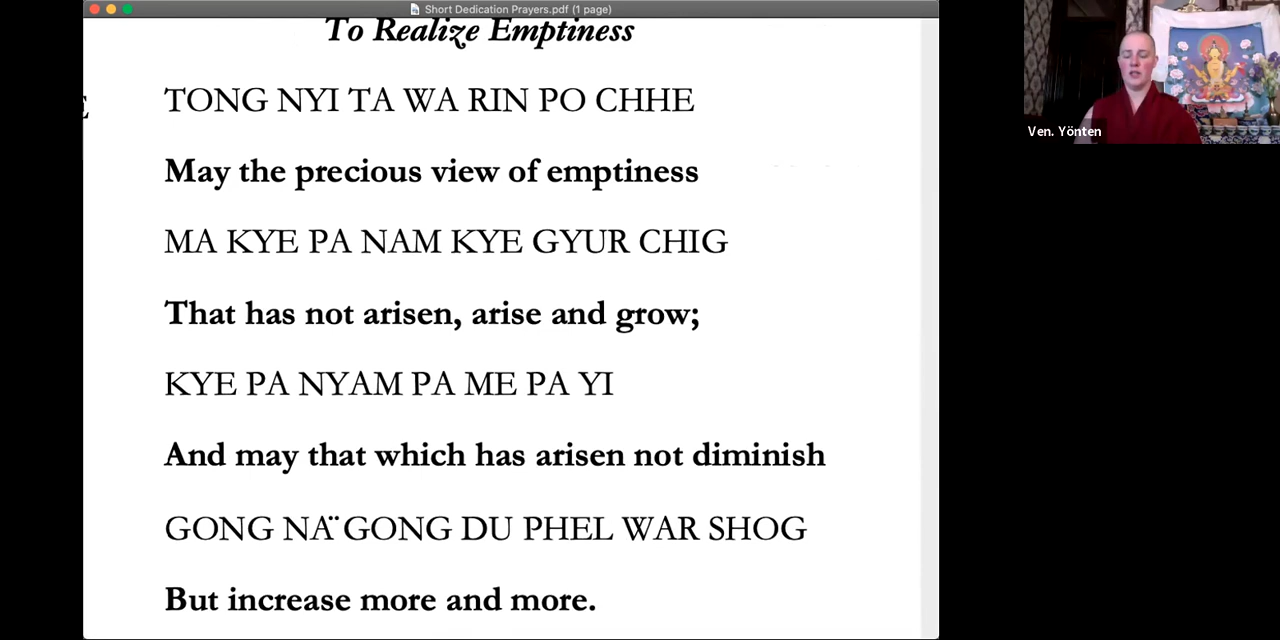 Short Dedication Prayers.pdf (1 page)
To Realize Emptiness
TONG NYI TA WA RIN PO CHHE
May the precious view of emptiness
MA KYE PA NAM KYE GYUR CHIG
That has not arisen, arise and grow;
KYE PA NYAM PA ME PA YI
And may that which has arisen not diminish
GONG NA¨ GONG DU PHEL WAR SHOG
But increase more and more.
Ven. Yönten